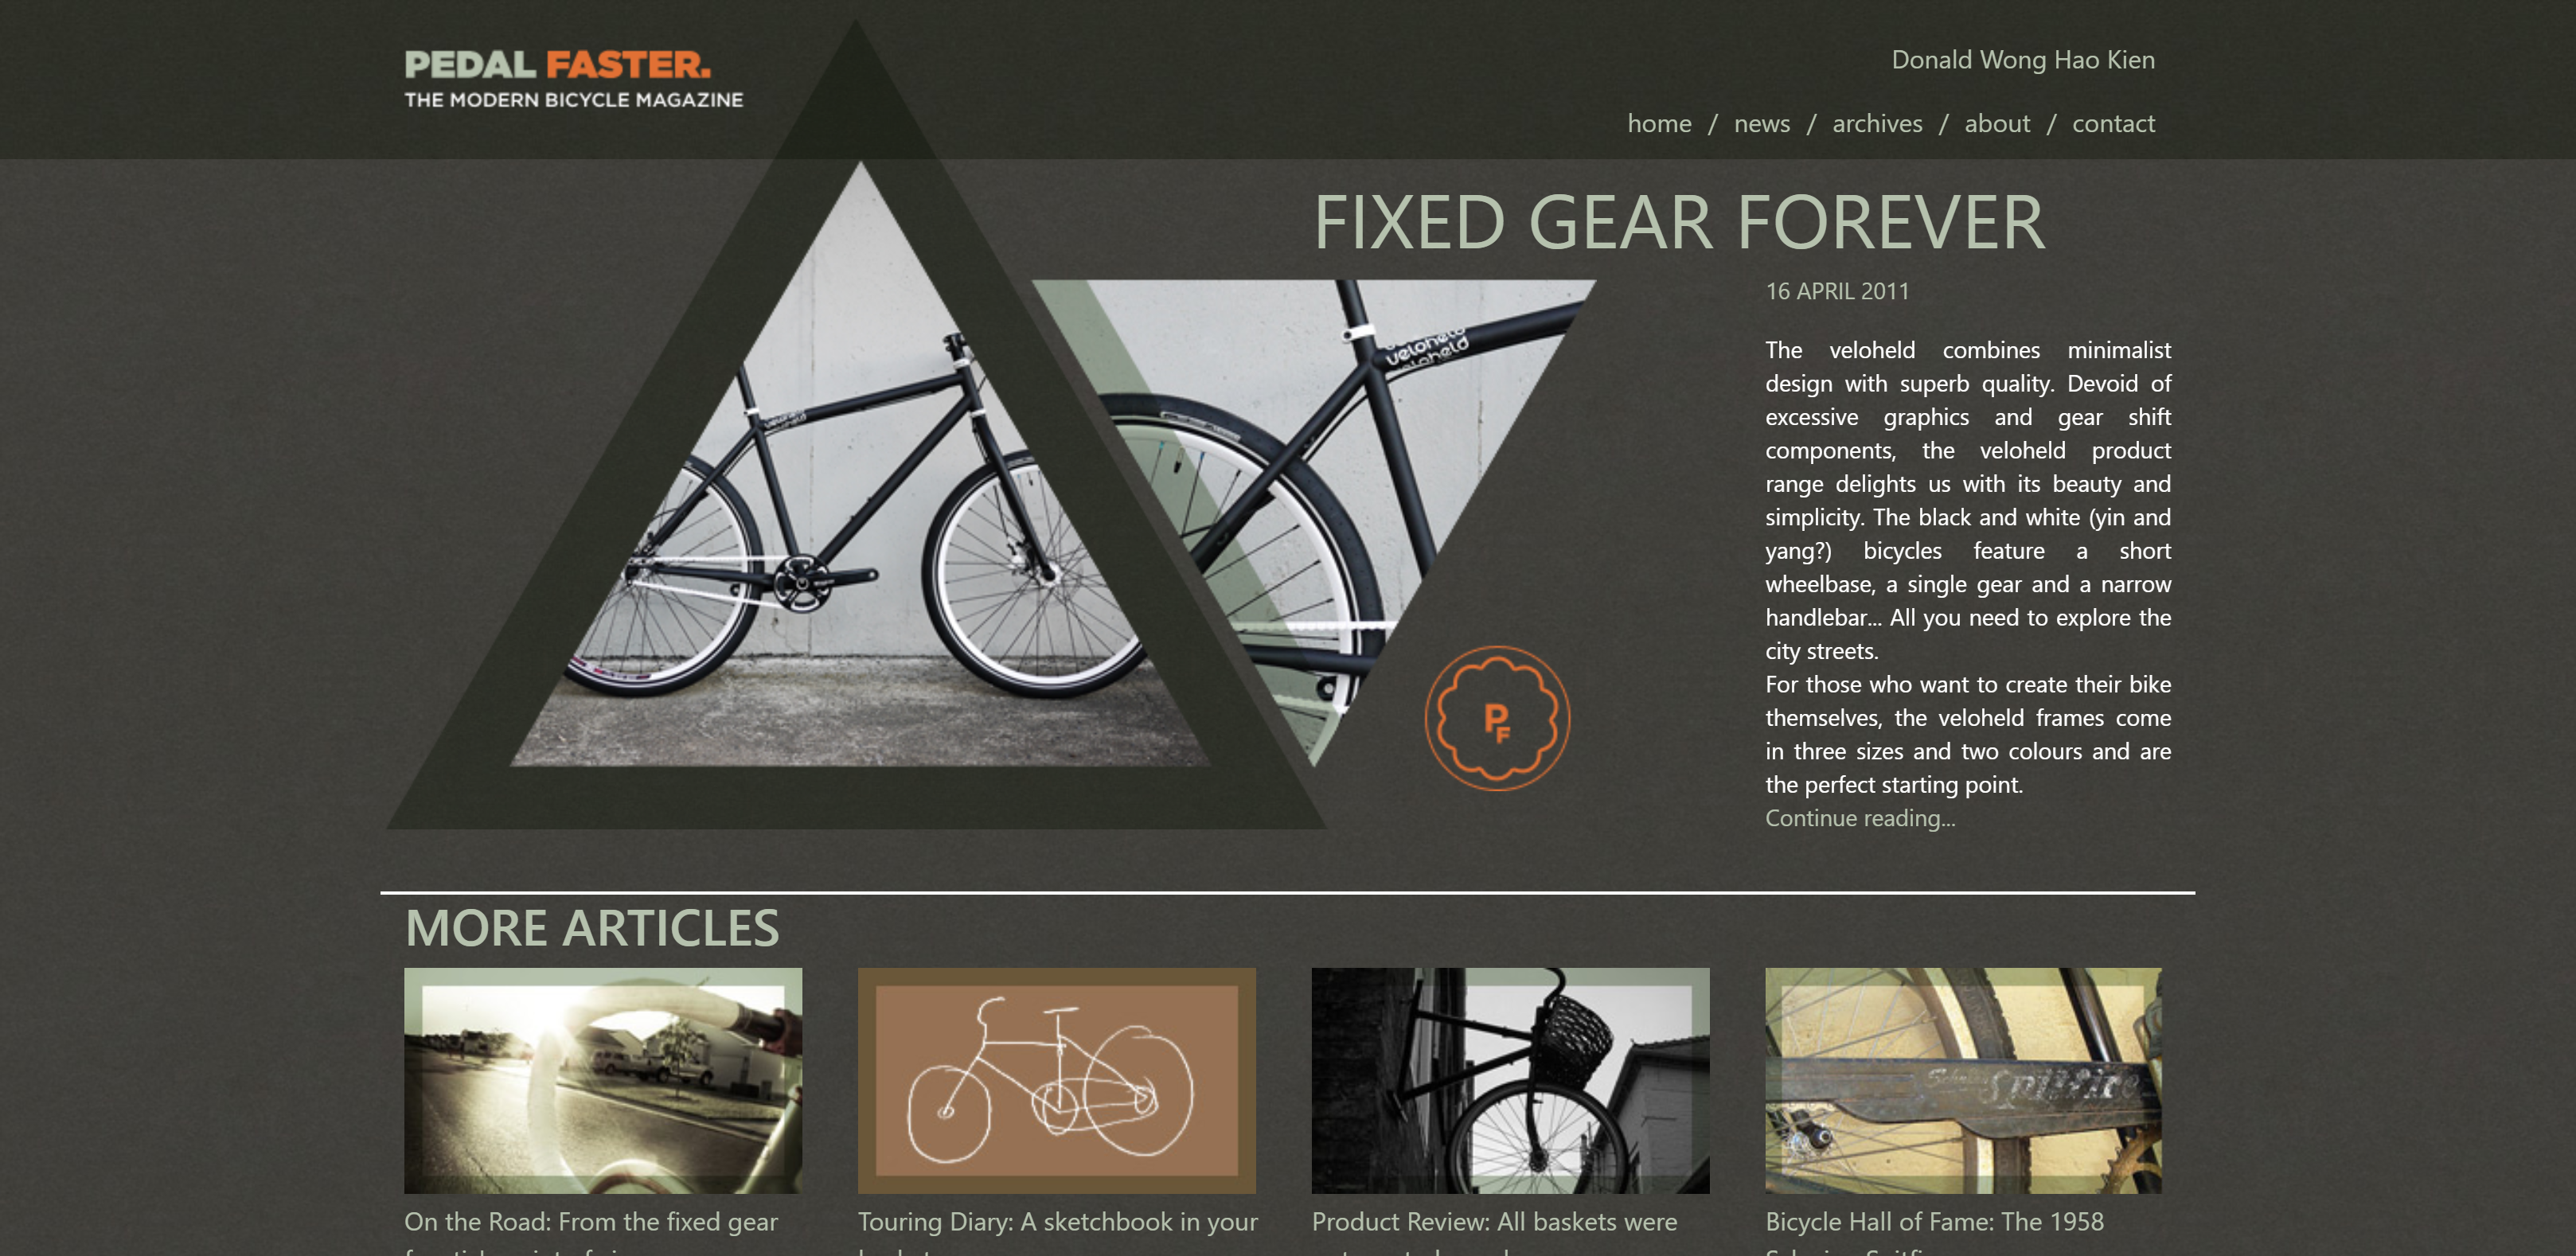 PEDAL FASTER.
THE MODERN BICYCLE MAGAZINE
Donald Wong Hao Kien
home / news / archives / about / contact
FIXED GEAR FOREVER
16 APRIL 2011
veloheld
veloheld
The veloheld combines minimalist
design with superb quality. Devoid of
excessive graphics and gear shift
components, the veloheld product
range delights us with its beauty and
simplicity. The black and white (yin and
yang?) bicycles feature a short
wheelbase, a single gear and a narrow
handlebar... All you need to explore the
city streets.
For those who want to create their bike
themselves, the veloheld frames come
in three sizes and two colours and are
the perfect starting point.
Continue reading...
PF
MORE ARTICLES
Schwinn Spitfire
On the Road: From the fixed gear
Touring Diary: A sketchbook in your
Product Review: All baskets were
Bicycle Hall of Fame: The 1958